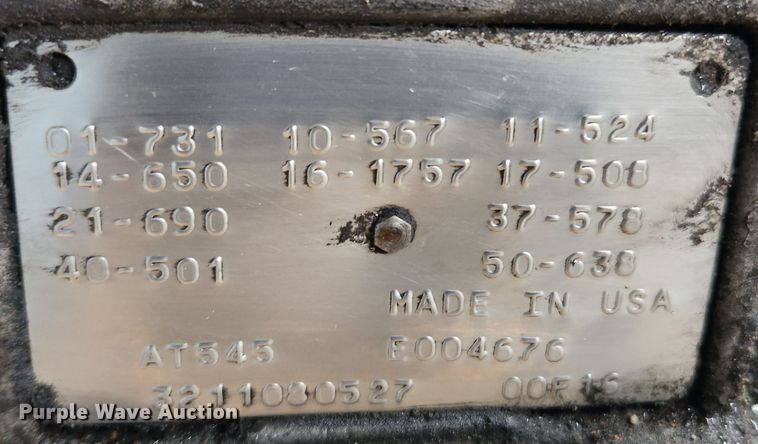 01-731 10-567 11-524
14-650 16-1757 17-508
21-690 37-578
40-501 50-638
MADE IN USA
AT545 E004676
3211080527 00F16
Purple Wave Auction